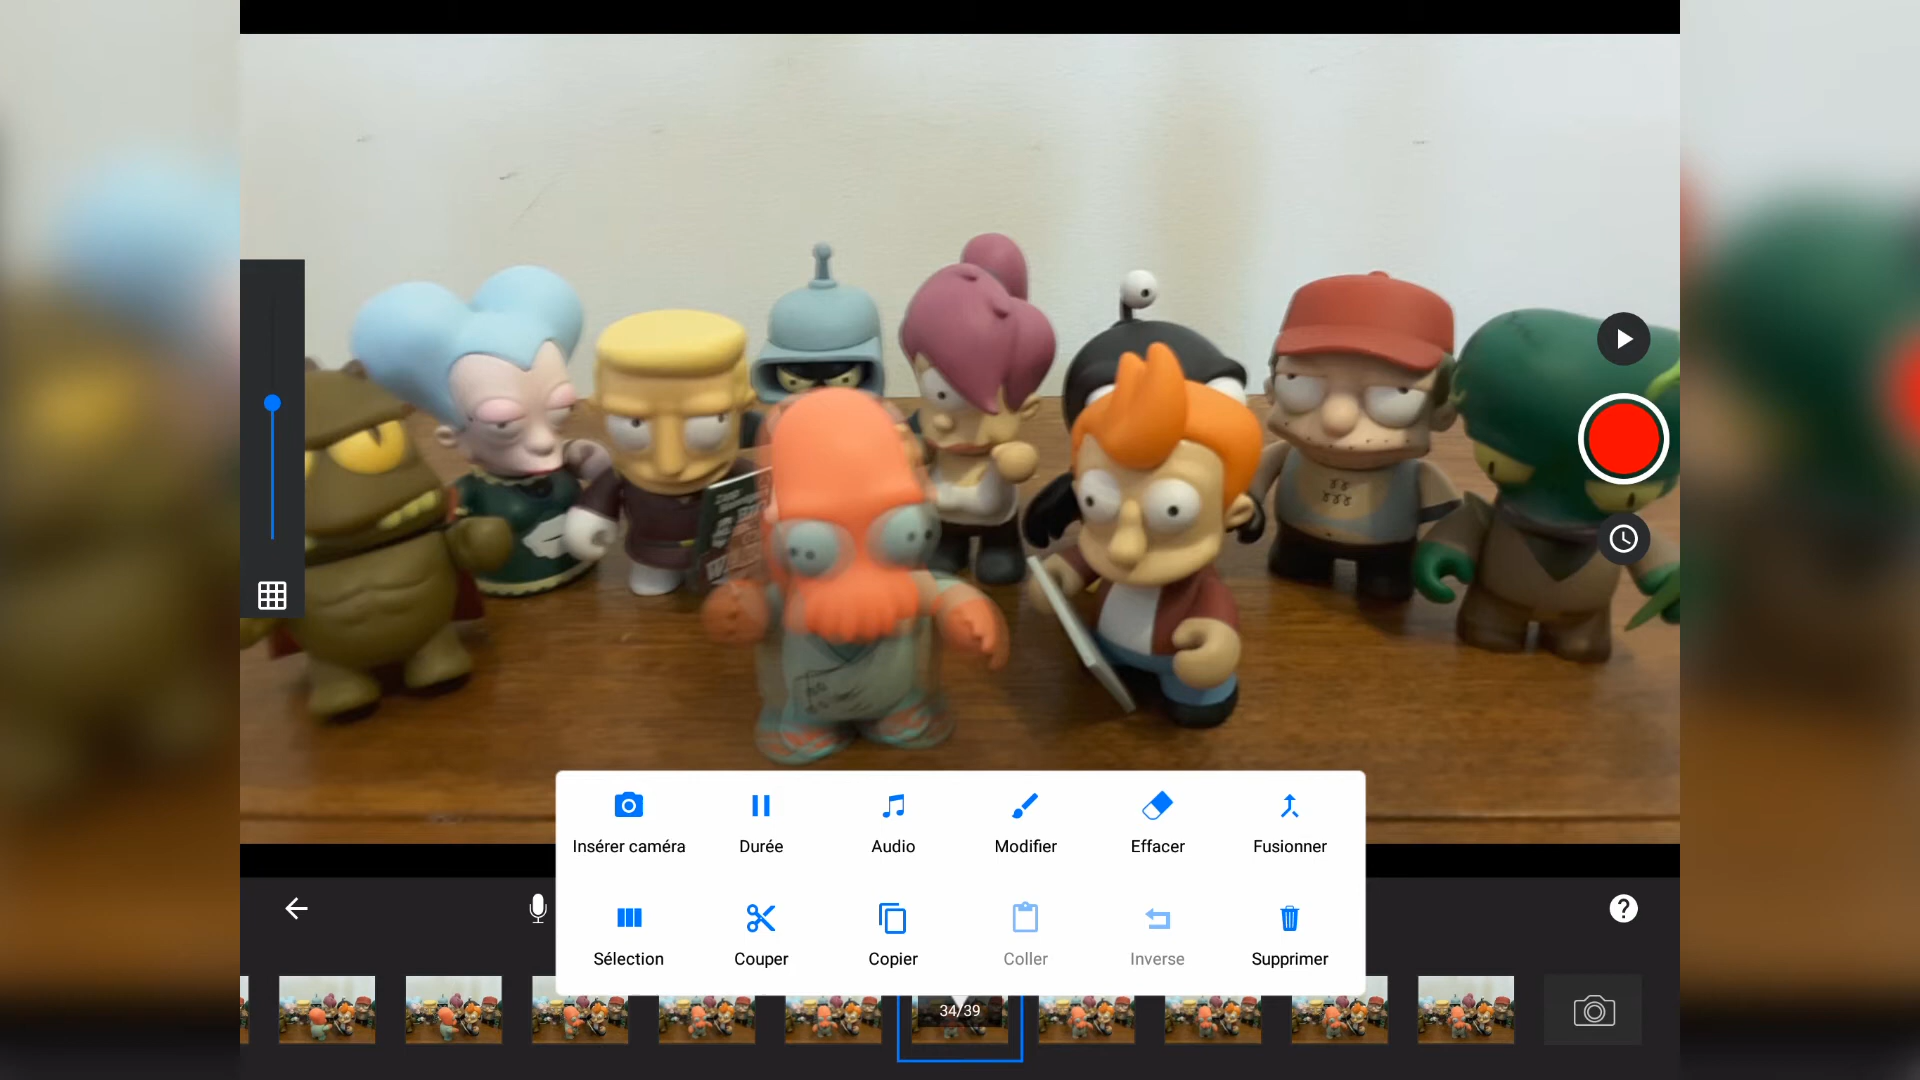 Insérer caméra
Durée
Audio
Modifier
Effacer
Fusionner
Sélection
Couper
Copier
Coller
Inverse
Supprimer
34/39